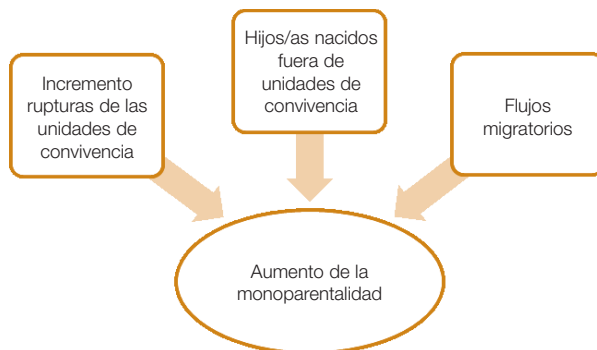 Incremento
rupturas de las
unidades de
convivencia
Hijos/as nacidos
fuera de
unidades de
convivencia
Flujos
migratorios
Aumento de la
monoparentalidad